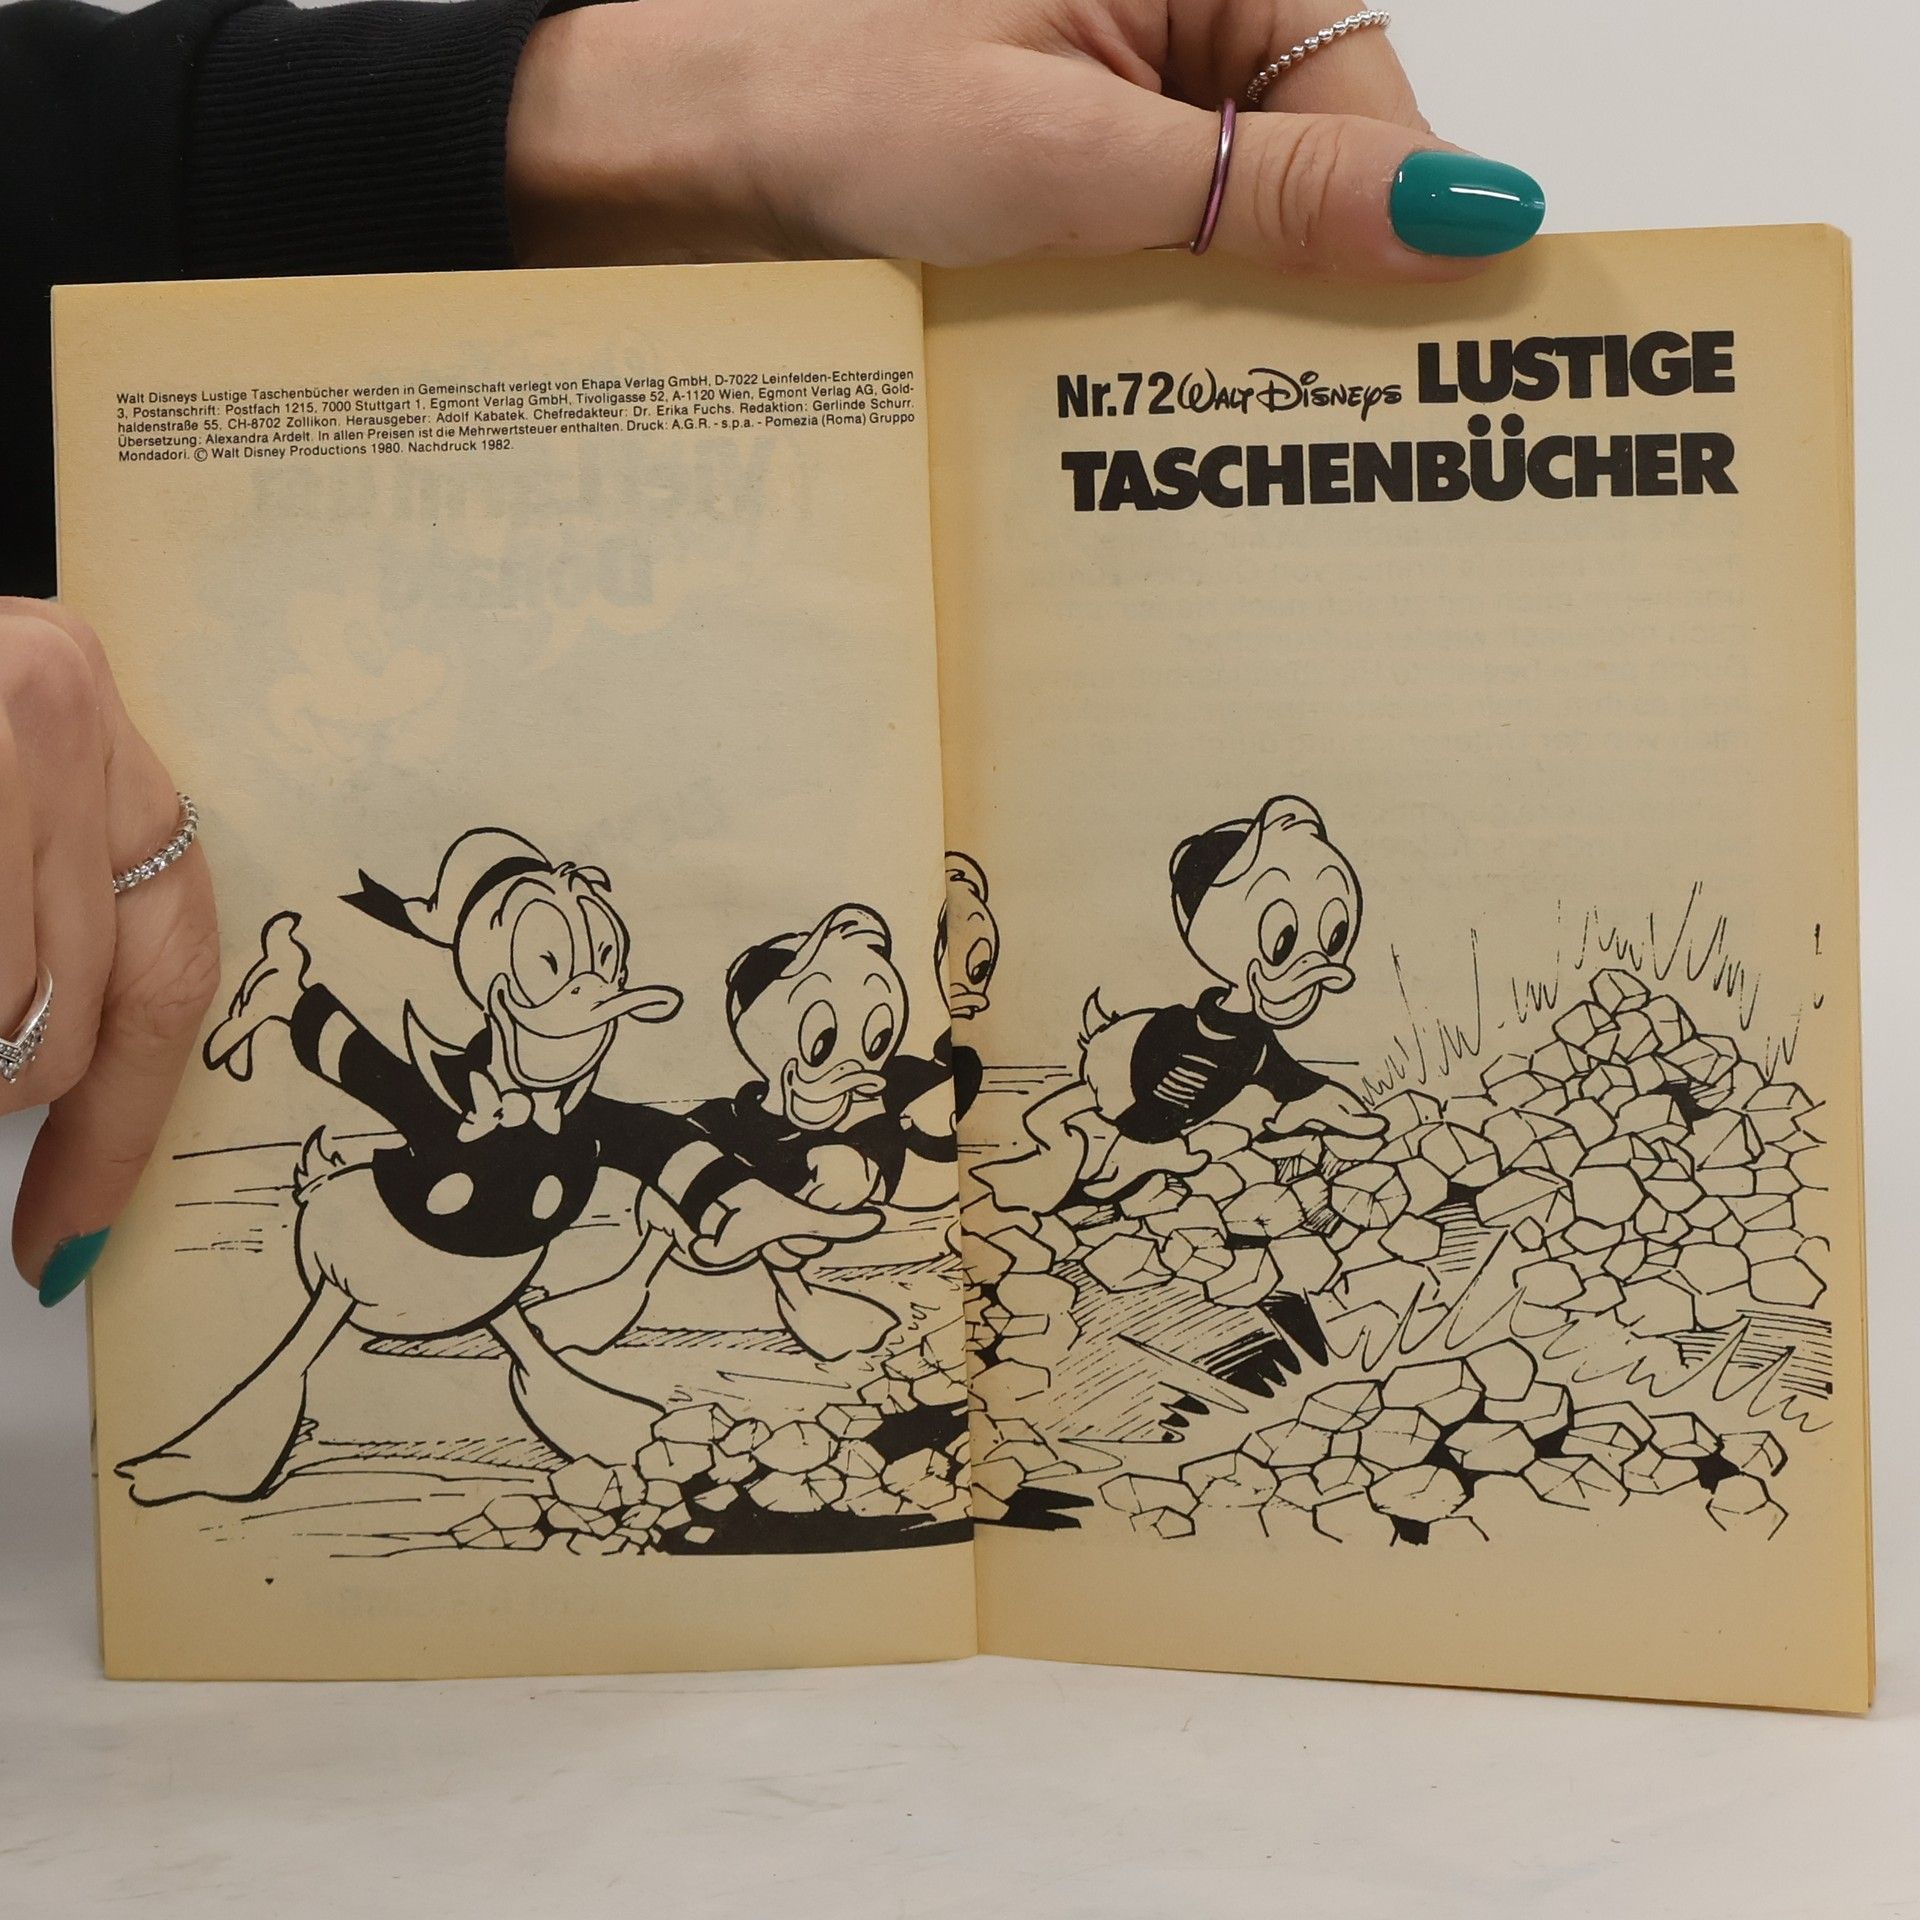 Walt Disneys Lustige Taschenbücher werden in Gemeinschaft verlegt von Ehapa Verlag GmbH, D-7022 Leinfelden-Echterdingen
3, Postanschrift: Postfach 1215, 7000 Stuttgart 1, Egmont Verlag GmbH, Tivoligasse 52, A-1120 Wien, Egmont Verlag AG, Gold-
haldenstraße 55, CH-8702 Zollikon. Herausgeber: Adolf Kabatek. Chefredakteur: Dr. Erika Fuchs. Redaktion: Gerlinde Schurr.
Übersetzung: Alexandra Ardelt. In allen Preisen ist die Mehrwertsteuer enthalten. Druck: A.G.R. - s.p.a. - Pomezia (Roma) Gruppo
Mondadori. © Walt Disney Productions 1980. Nachdruck 1982.
Nr.72 Walt Disneys LUSTIGE
TASCHENBÜCHER